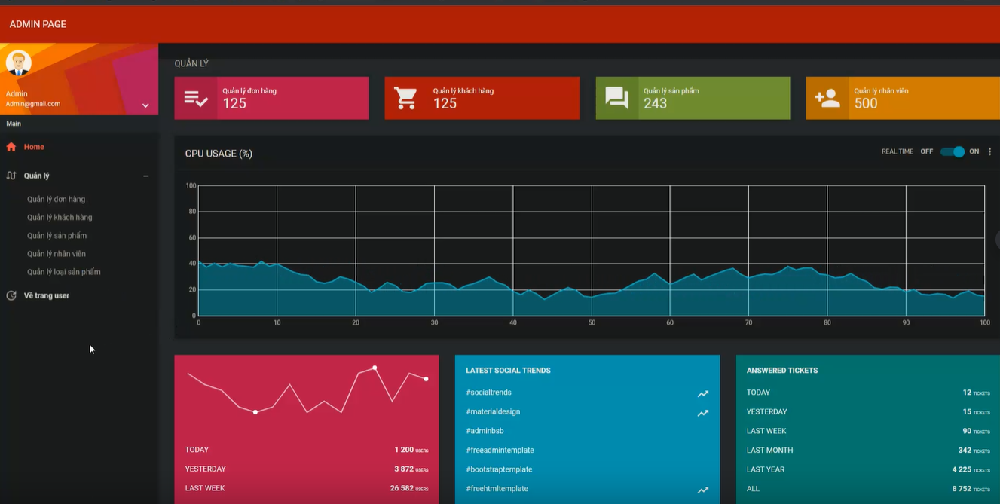 ADMIN PAGE
Admin
Admin@gmail.com
Main
Home
Quản lý
Quản lý đơn hàng
Quản lý khách hàng
Quản lý sản phẩm
Quản lý nhân viên
Quản lý loại sản phẩm
Về trang user
QUẢN LÝ
Quản lý đơn hàng
125
Quản lý khách hàng
125
Quản lý sản phẩm
243
Quản lý nhân viên
500
CPU USAGE (%)
REAL TIME OFF ON
100
80
60
40
20
0
0 10 20 30 40 50 60 70 80 90 100
TODAY 1 200 USERS
YESTERDAY 3 872 USERS
LAST WEEK 26 582 USERS
LATEST SOCIAL TRENDS
#socialtrends
#materialdesign
#adminbsb
#freeadmintemplate
#bootstraptemplate
#freehtmltemplate
ANSWERED TICKETS
TODAY 12 TICKETS
YESTERDAY 15 TICKETS
LAST WEEK 90 TICKETS
LAST MONTH 342 TICKETS
LAST YEAR 4 225 TICKETS
ALL 8 752 TICKETS